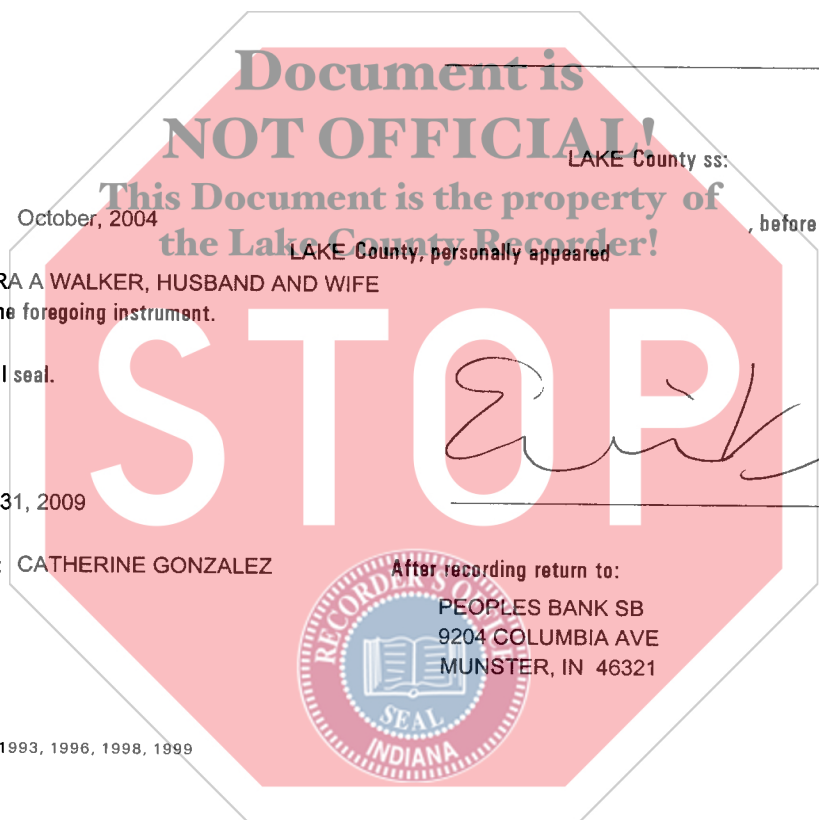 Document is
NOT OFFICIAL!
LAKE County ss:
This Document is the property of
October, 2004 , before
the Lake County Recorder!
LAKE County, personally appeared
RA A WALKER, HUSBAND AND WIFE
e foregoing instrument.
l seal.
STOP
31, 2009
: CATHERINE GONZALEZ After recording return to:
PEOPLES BANK SB
9204 COLUMBIA AVE
MUNSTER, IN 46321
RECORDER'S OFFICE
SEAL
INDIANA
1993, 1996, 1998, 1999